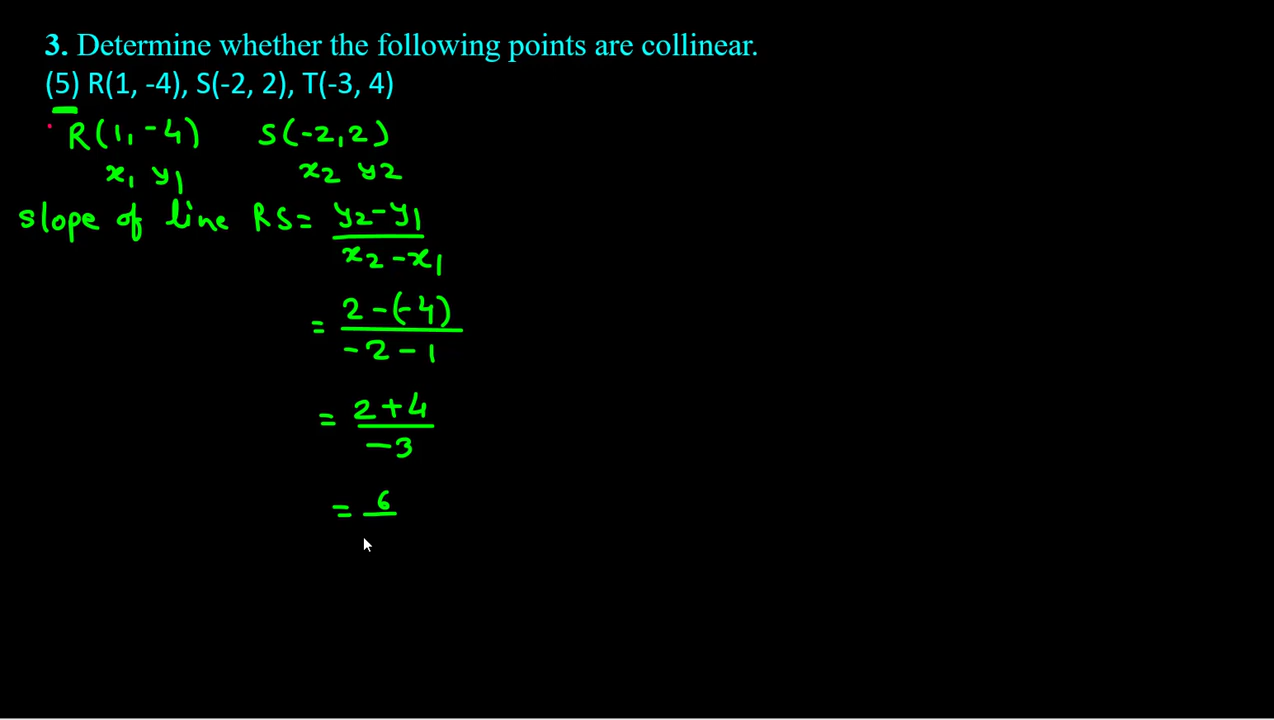 3. Determine whether the following points are collinear.
(5) R(1, -4), S(-2, 2), T(-3, 4)
R(1, -4) S(-2, 2)
x1 y1 x2 y2
slope of line RS = y2 - y1
x2 - x1
= 2 - (-4)
-2 - 1
= 2 + 4
-3
= 6